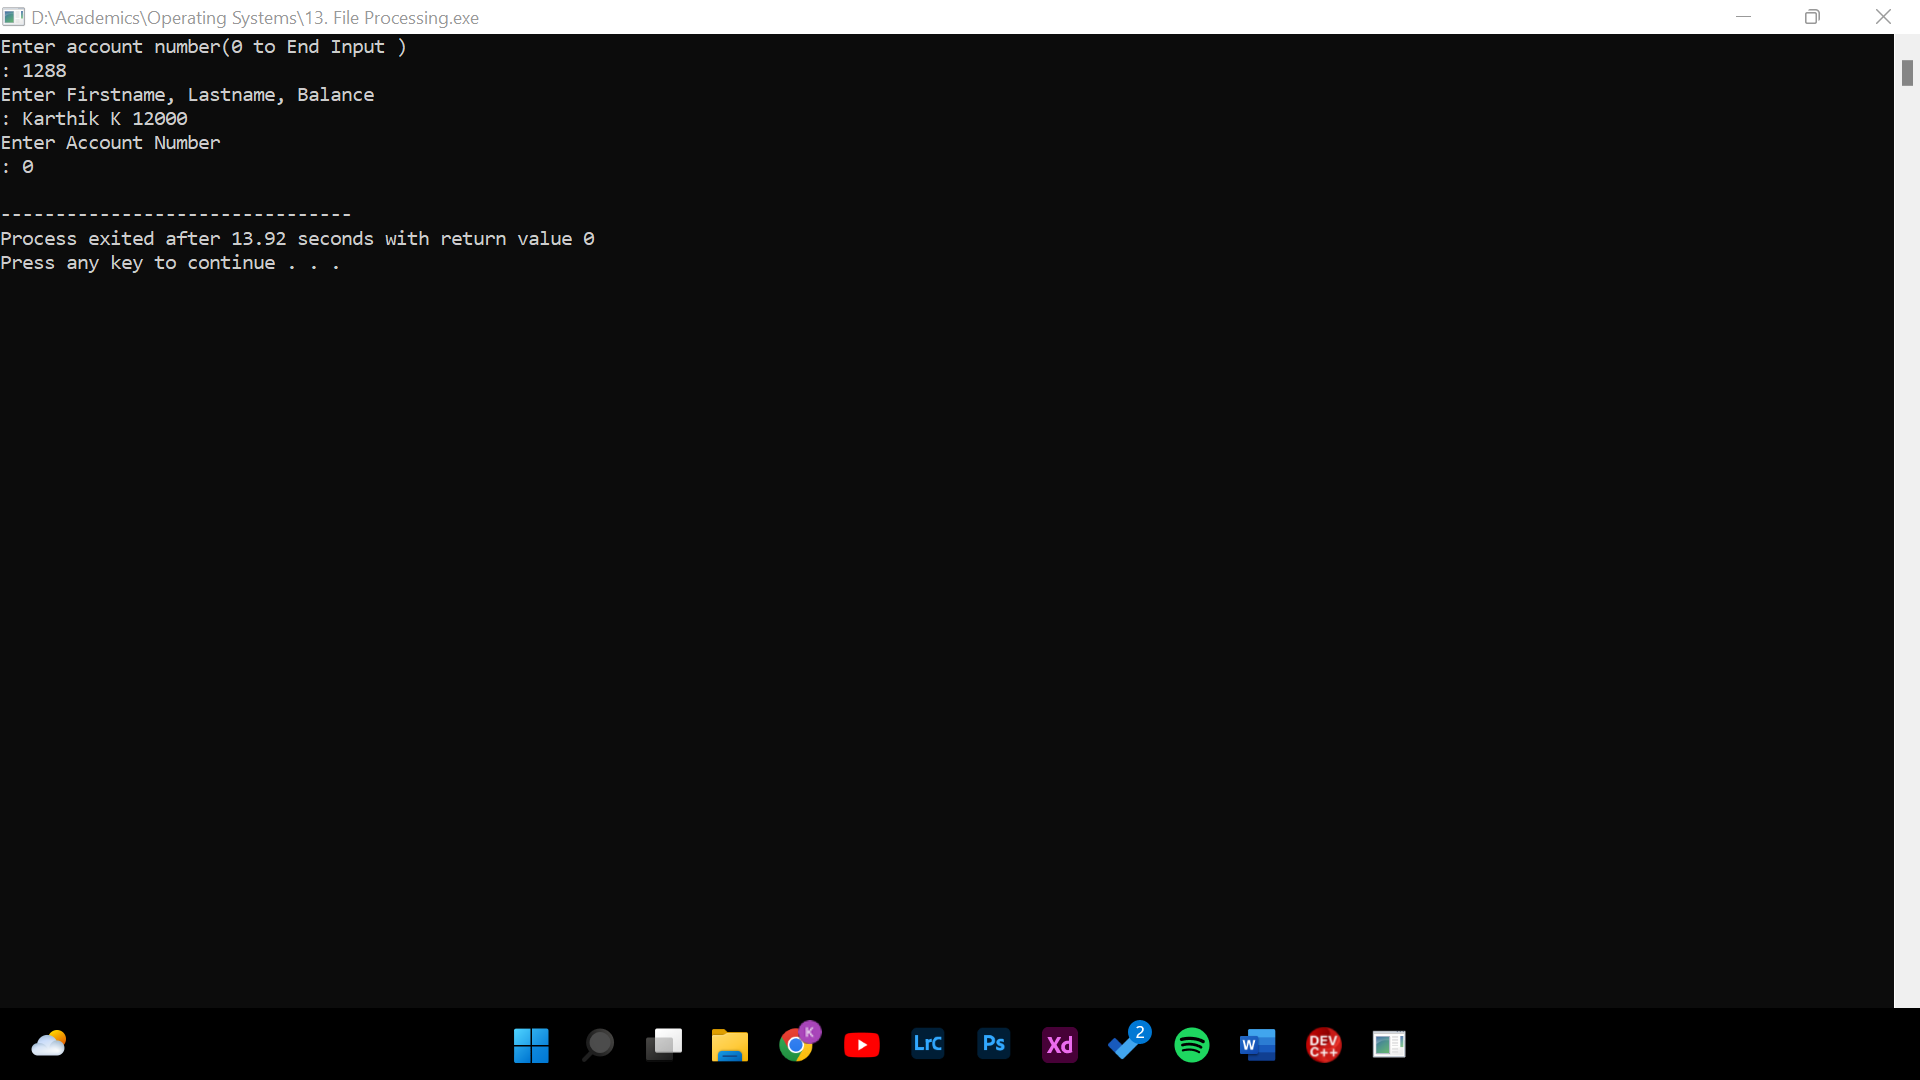 D:\Academics\Operating Systems\13. File Processing.exe
Enter account number(0 to End Input )
: 1288
Enter Firstname, Lastname, Balance
: Karthik K 12000
Enter Account Number
: 0
--------------------------------
Process exited after 13.92 seconds with return value 0
Press any key to continue . . .
K
LrC
Ps
Xd
2
W
DEV
C++